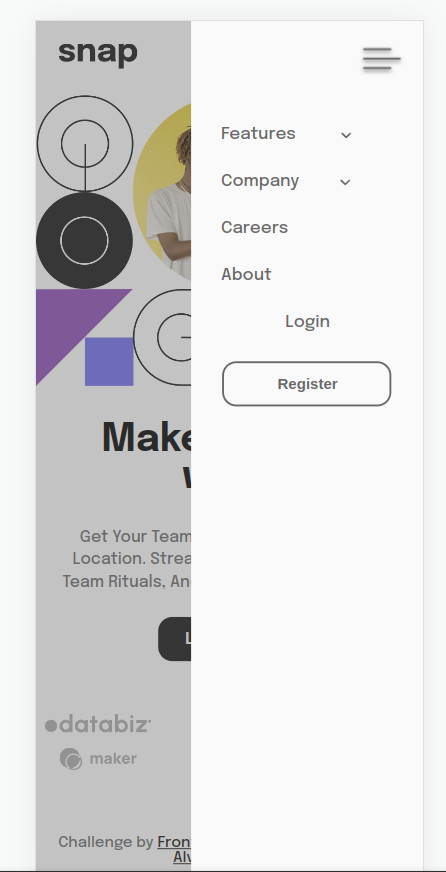 snap
Features
Company
Careers
About
Login
Register
Make
Get Your Team
Location. Strea
Team Rituals, An
L
databiz
maker
Challenge by Fron
Alv